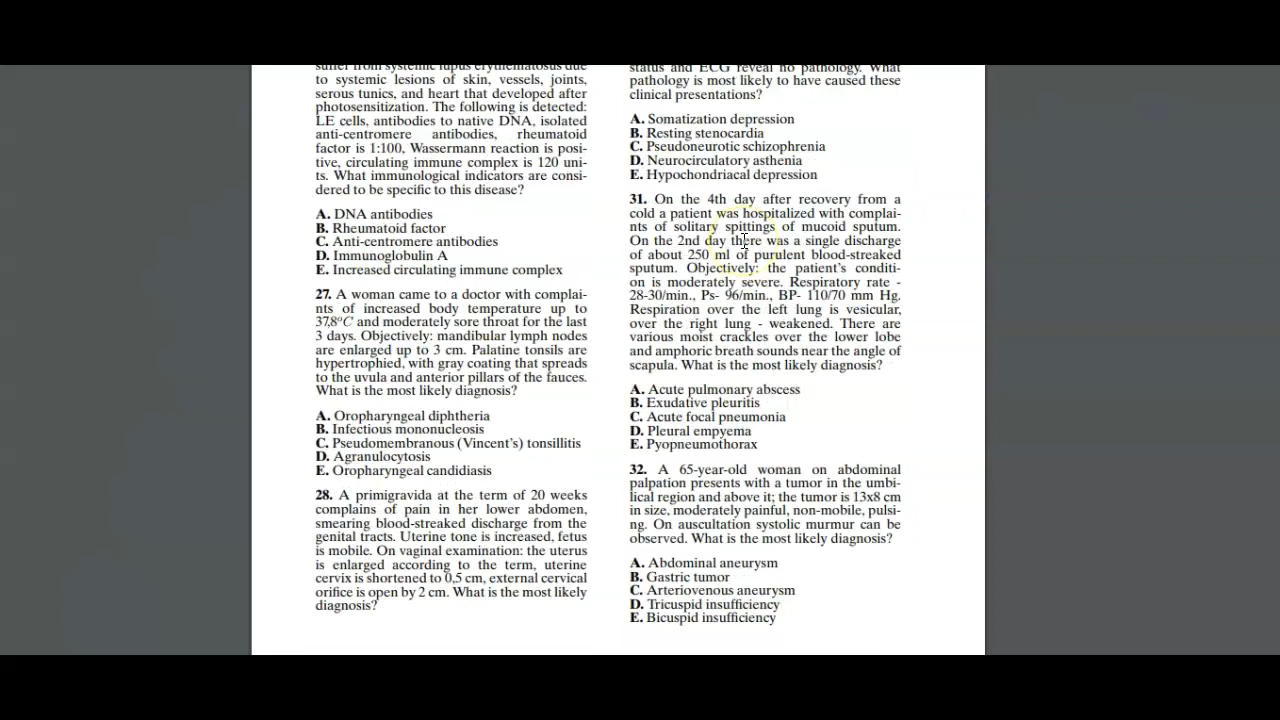 suffer from systemic lupus erythematosus due
to systemic lesions of skin, vessels, joints,
serous tunics, and heart that developed after
photosensitization. The following is detected:
LE cells, antibodies to native DNA, isolated
anti-centromere antibodies, rheumatoid
factor is 1:100, Wassermann reaction is posi-
tive, circulating immune complex is 120 uni-
ts. What immunological indicators are consi-
dered to be specific to this disease?
A. DNA antibodies
B. Rheumatoid factor
C. Anti-centromere antibodies
D. Immunoglobulin A
E. Increased circulating immune complex
27. A woman came to a doctor with complai-
nts of increased body temperature up to
37,8°C and moderately sore throat for the last
3 days. Objectively: mandibular lymph nodes
are enlarged up to 3 cm. Palatine tonsils are
hypertrophied, with gray coating that spreads
to the uvula and anterior pillars of the fauces.
What is the most likely diagnosis?
A. Oropharyngeal diphtheria
B. Infectious mononucleosis
C. Pseudomembranous (Vincent's) tonsillitis
D. Agranulocytosis
E. Oropharyngeal candidiasis
28. A primigravida at the term of 20 weeks
complains of pain in her lower abdomen,
smearing blood-streaked discharge from the
genital tracts. Uterine tone is increased, fetus
is mobile. On vaginal examination: the uterus
is enlarged according to the term, uterine
cervix is shortened to 0,5 cm, external cervical
orifice is open by 2 cm. What is the most likely
diagnosis?
status and ECG reveal no pathology. What
pathology is most likely to have caused these
clinical presentations?
A. Somatization depression
B. Resting stenocardia
C. Pseudoneurotic schizophrenia
D. Neurocirculatory asthenia
E. Hypochondriacal depression
31. On the 4th day after recovery from a
cold a patient was hospitalized with complai-
nts of solitary spittings of mucoid sputum.
On the 2nd day there was a single discharge
of about 250 ml of purulent blood-streaked
sputum. Objectively: the patient's conditi-
on is moderately severe. Respiratory rate -
28-30/min., Ps- 96/min., BP- 110/70 mm Hg.
Respiration over the left lung is vesicular,
over the right lung - weakened. There are
various moist crackles over the lower lobe
and amphoric breath sounds near the angle of
scapula. What is the most likely diagnosis?
A. Acute pulmonary abscess
B. Exudative pleuritis
C. Acute focal pneumonia
D. Pleural empyema
E. Pyopneumothorax
32. A 65-year-old woman on abdominal
palpation presents with a tumor in the umbi-
lical region and above it; the tumor is 13x8 cm
in size, moderately painful, non-mobile, pulsi-
ng. On auscultation systolic murmur can be
observed. What is the most likely diagnosis?
A. Abdominal aneurysm
B. Gastric tumor
C. Arteriovenous aneurysm
D. Tricuspid insufficiency
E. Bicuspid insufficiency